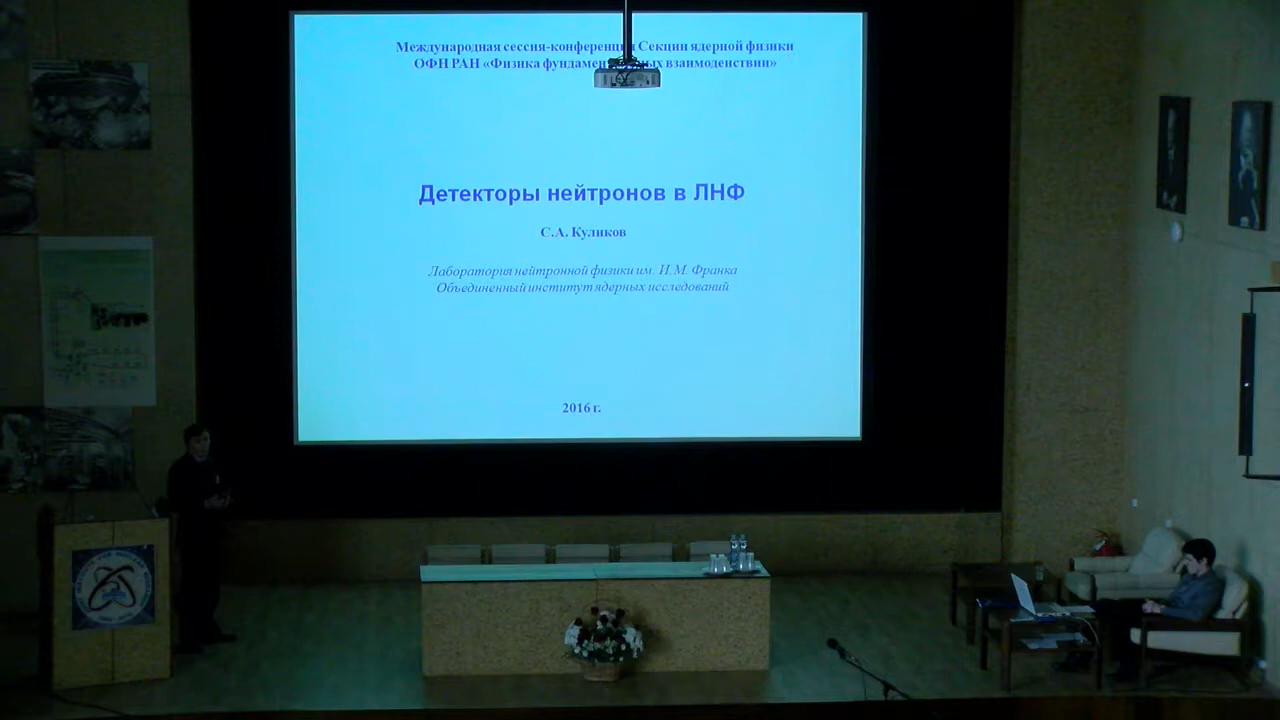 Международная сессия-конференция Секции ядерной физики
ОФН РАН «Физика фундаментальных взаимодействий»
Детекторы нейтронов в ЛНФ
С.А. Куликов
Лаборатория нейтронной физики им. И.М. Франка
Объединенный институт ядерных исследований
2016 г.